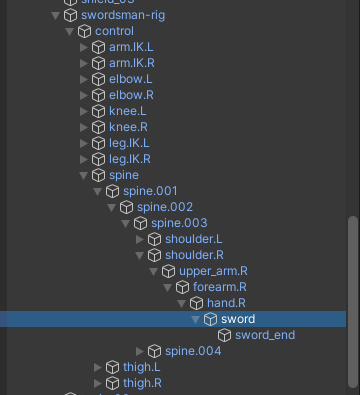 shield_03
swordsman-rig
control
arm.IK.L
arm.IK.R
elbow.L
elbow.R
knee.L
knee.R
leg.IK.L
leg.IK.R
spine
spine.001
spine.002
spine.003
shoulder.L
shoulder.R
upper_arm.R
forearm.R
hand.R
sword
sword_end
spine.004
thigh.L
thigh.R